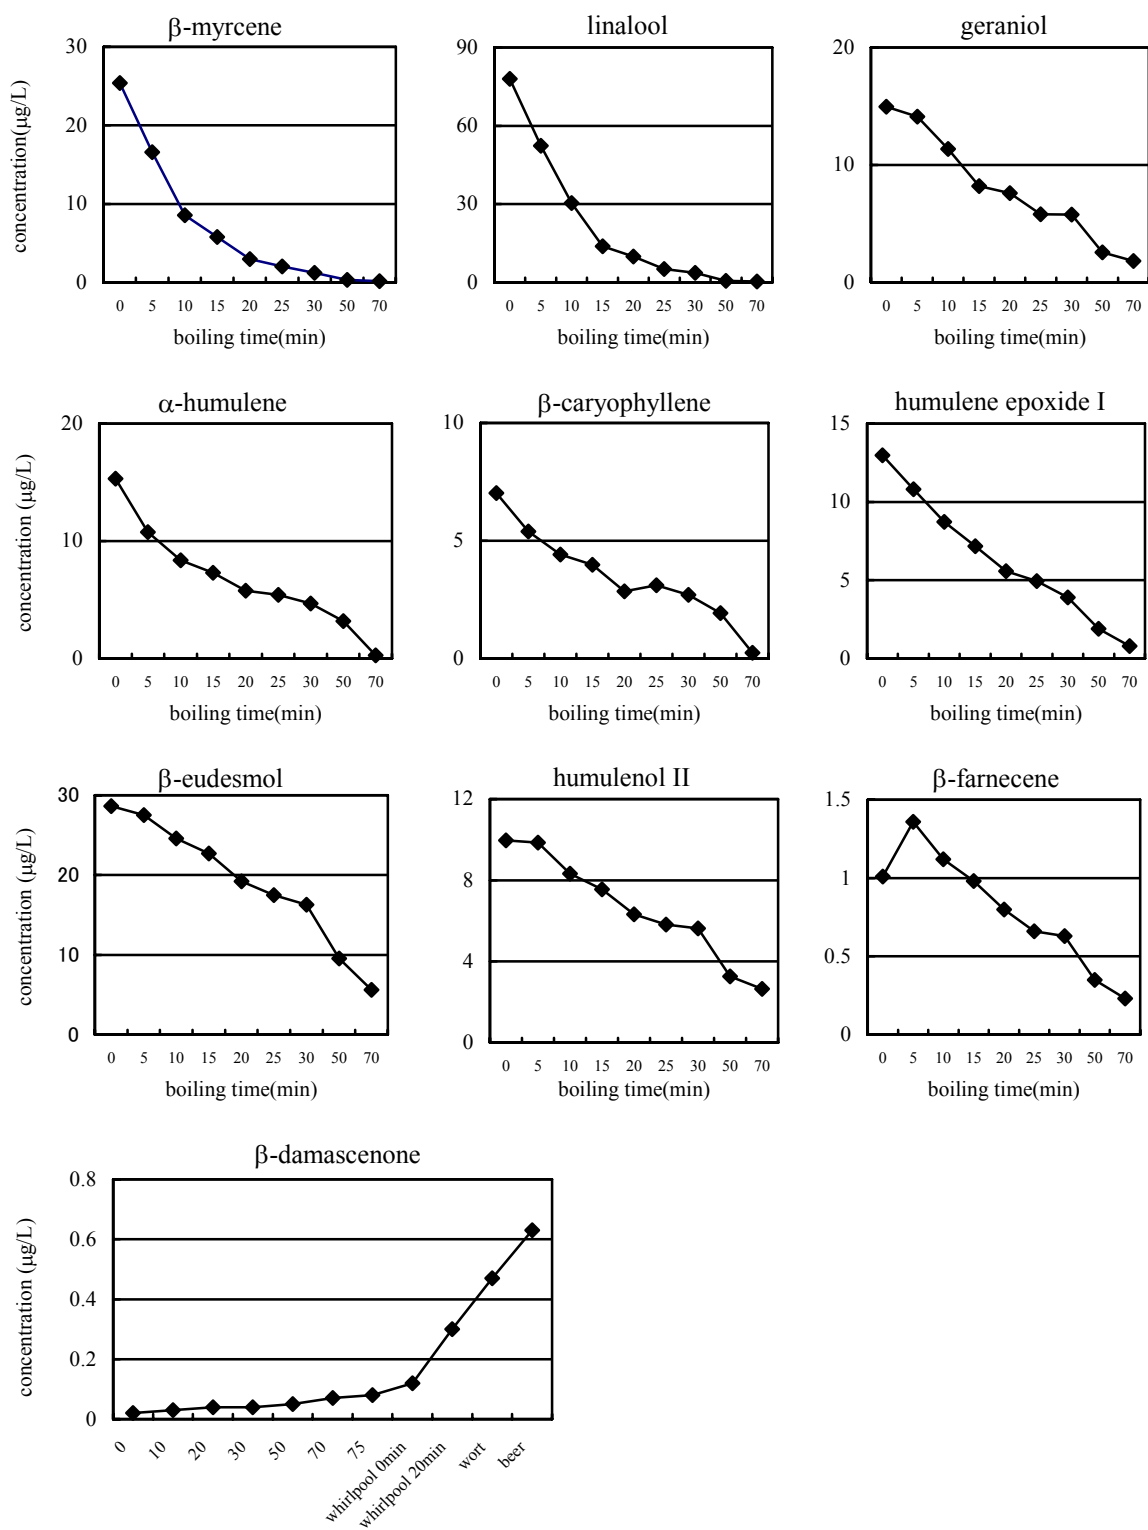 β-myrcene
30
20
10
0
concentration(μg/L)
0 5 10 15 20 25 30 50 70
boiling time(min)
linalool
90
60
30
0
0 5 10 15 20 25 30 50 70
boiling time(min)
geraniol
20
10
0
0 5 10 15 20 25 30 50 70
boiling time(min)
α-humulene
20
10
0
concentration (μg/L)
0 5 10 15 20 25 30 50 70
boiling time(min)
β-caryophyllene
10
5
0
0 5 10 15 20 25 30 50 70
boiling time(min)
humulene epoxide I
15
10
5
0
0 5 10 15 20 25 30 50 70
boiling time(min)
β-eudesmol
30
20
10
0
concentration (μg/L)
0 5 10 15 20 25 30 50 70
boiling time(min)
humulenol II
12
8
4
0
0 5 10 15 20 25 30 50 70
boiling time(min)
β-farnecene
1.5
1
0.5
0
0 5 10 15 20 25 30 50 70
boiling time(min)
β-damascenone
0.8
0.6
0.4
0.2
0
concentration (μg/L)
0
10
20
30
50
70
75
whirlpool 0min
whirlpool 20min
wort
beer